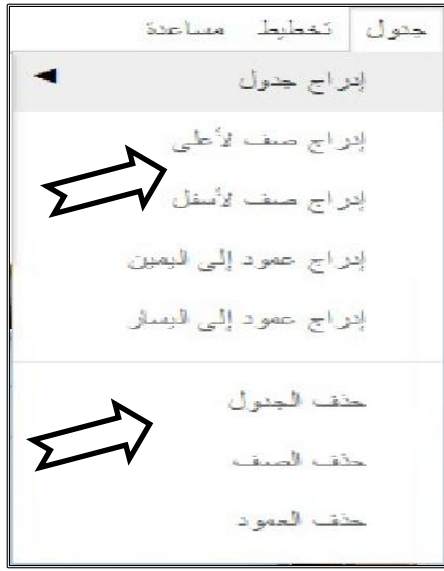 جدول تخطيط مساعدة
إدراج جدول
إدراج صف لأعلى
إدراج صف لأسفل
إدراج عمود إلى اليمين
إدراج عمود إلى اليسار
حذف الجدول
حذف الصف
حذف العمود